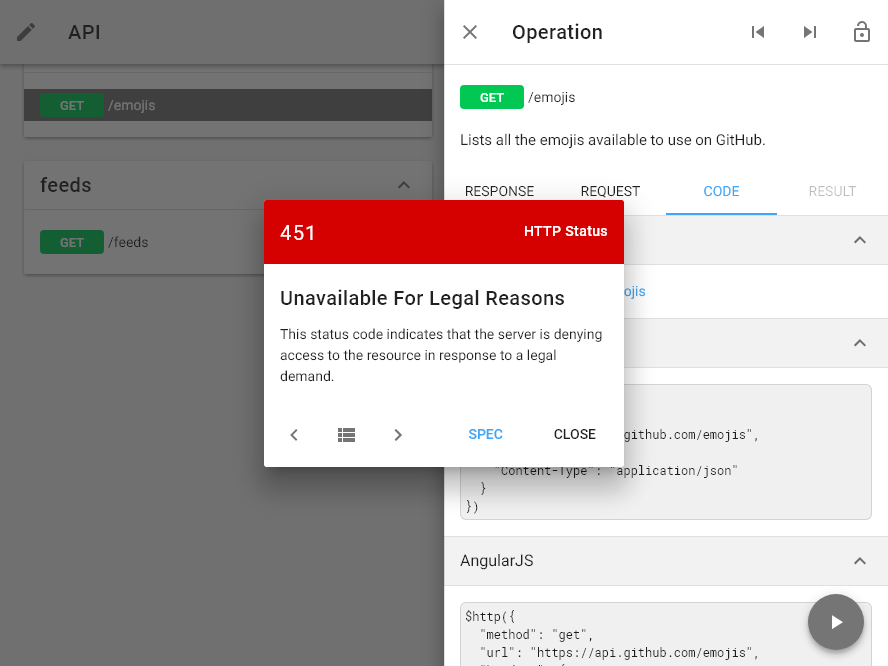 API
GET /emojis
feeds
GET /feeds
Operation
GET /emojis
Lists all the emojis available to use on GitHub.
RESPONSE REQUEST CODE RESULT
451 HTTP Status
Unavailable For Legal Reasons
This status code indicates that the server is denying
access to the resource in response to a legal
demand.
SPEC CLOSE
ojis
github.com/emojis",
"Content-Type": "application/json"
}
})
AngularJS
$http({
"method": "get",
"url": "https://api.github.com/emojis",